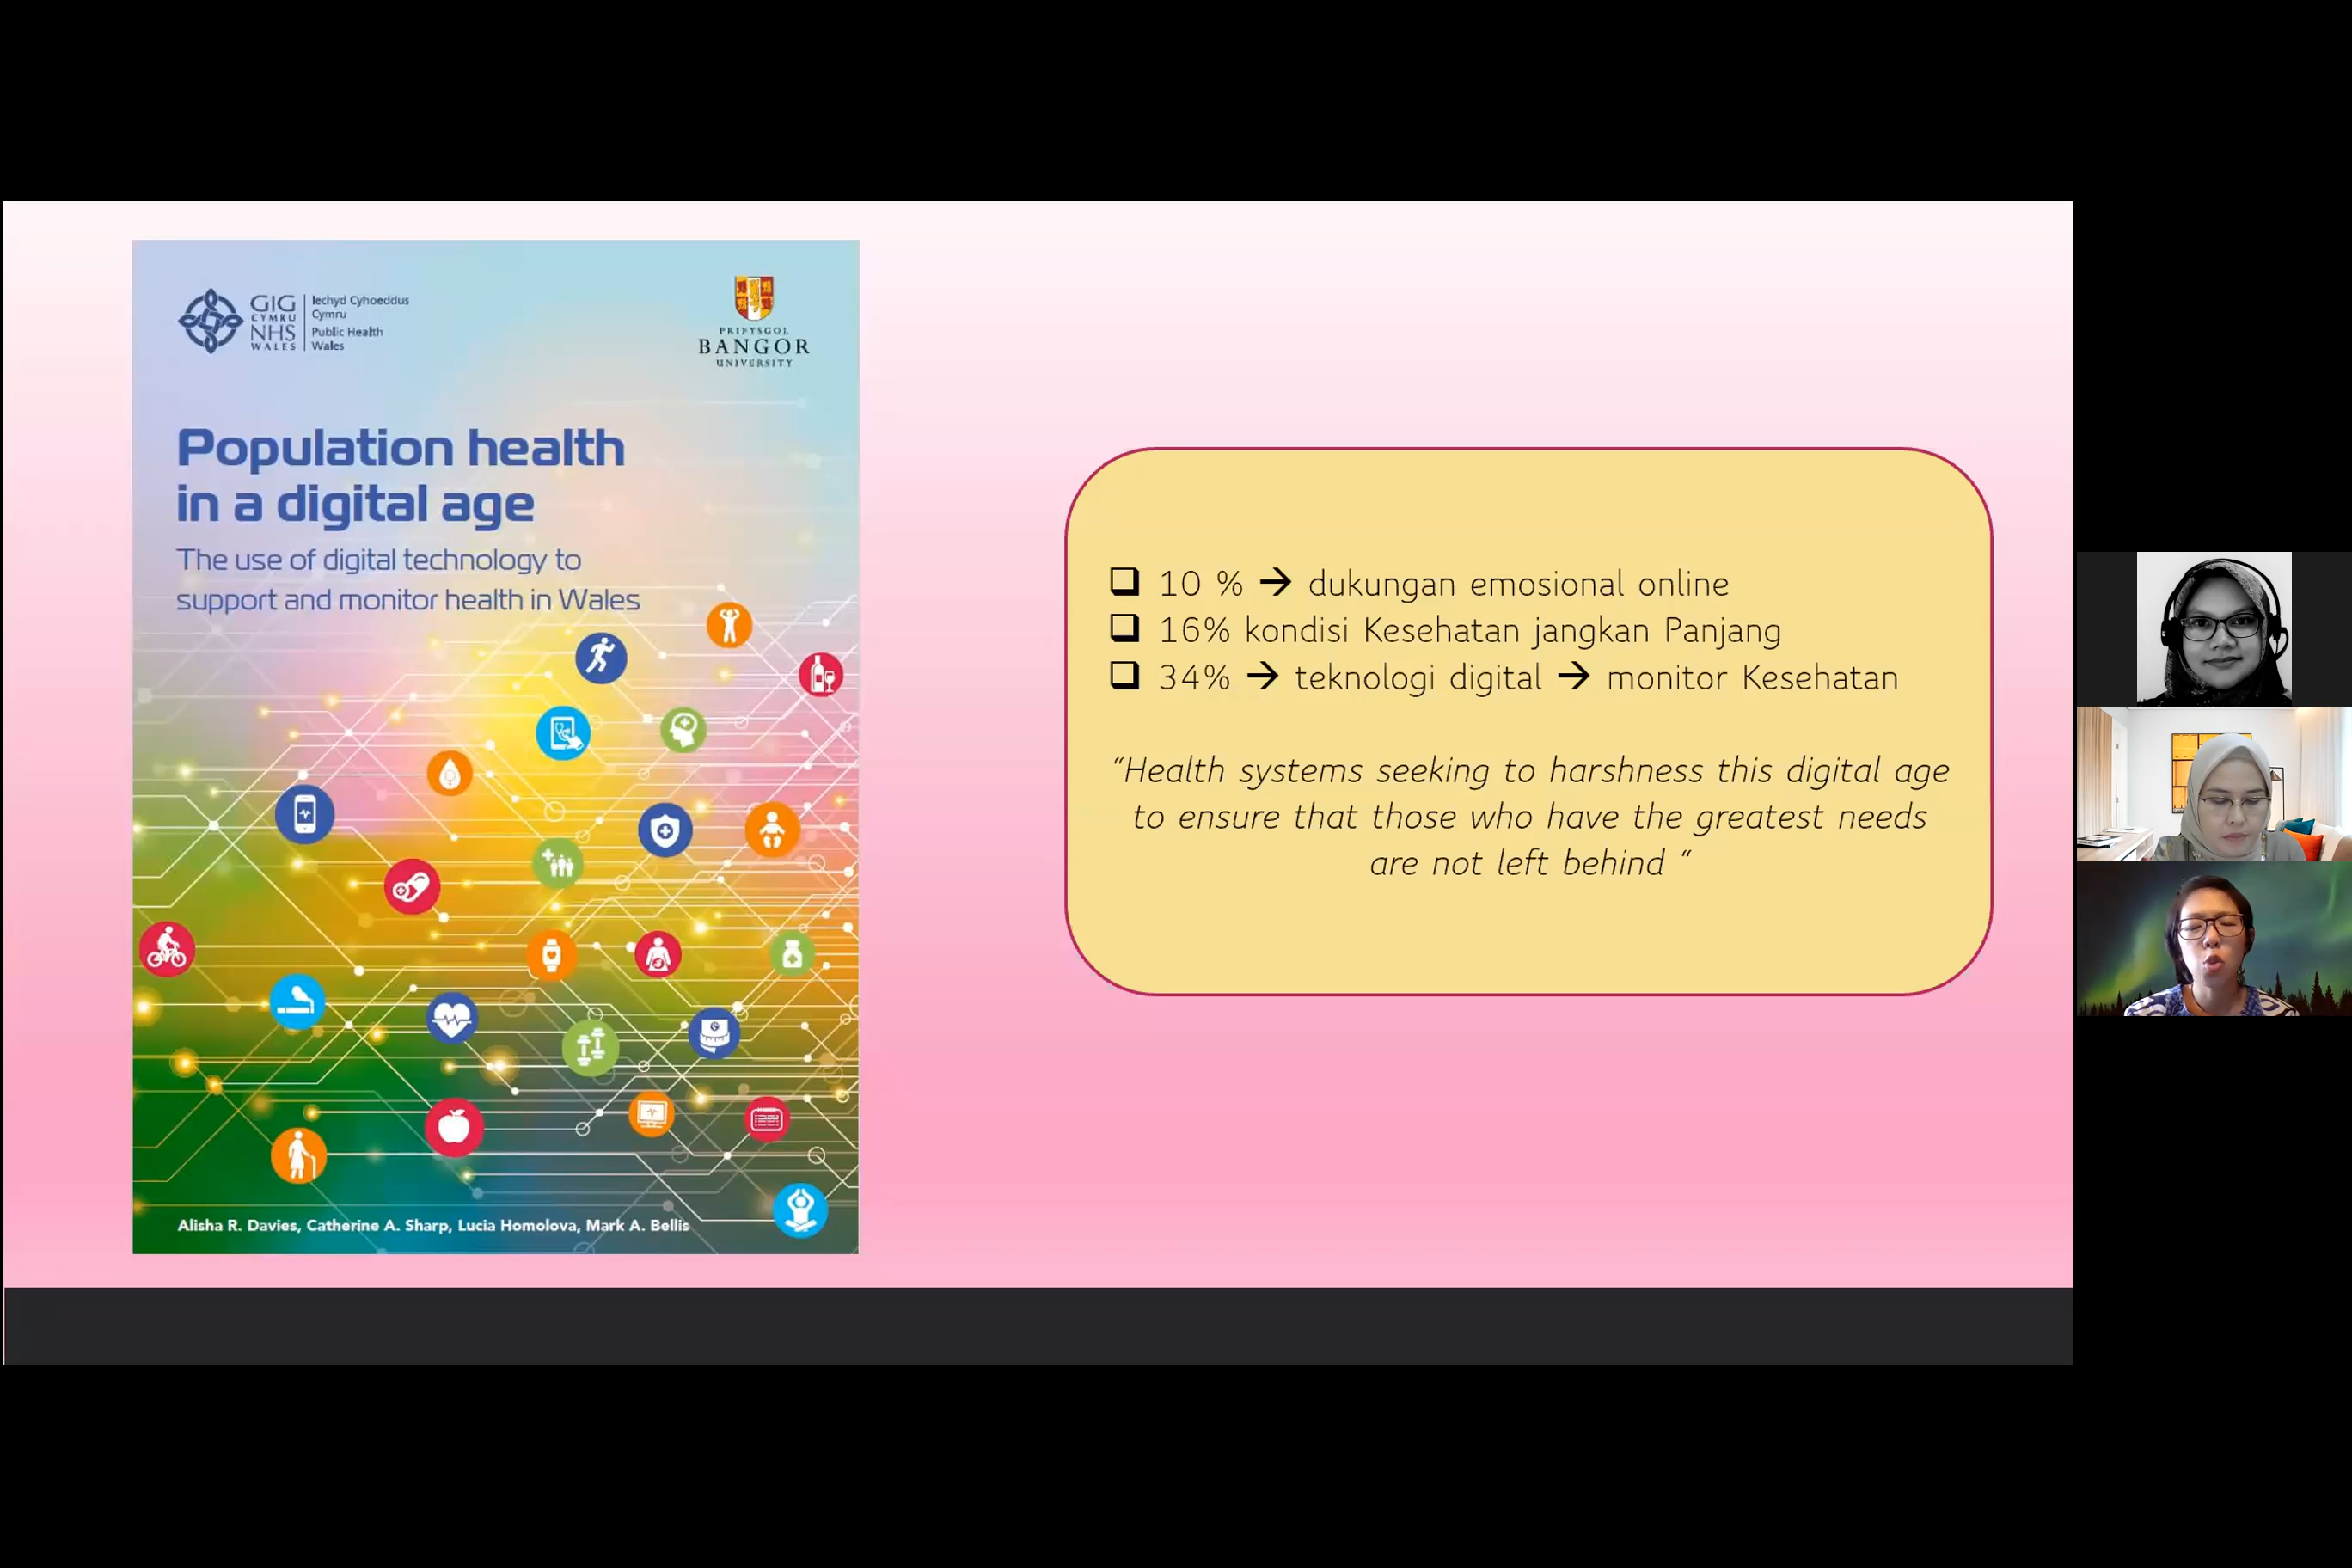 GIG
CYMRU
NHS
WALES
Iechyd Cyhoeddus
Cymru
Public Health
Wales
PRIFYSGOL
BANGOR
UNIVERSITY
Population health
in a digital age
The use of digital technology to
support and monitor health in Wales
Alisha R. Davies, Catherine A. Sharp, Lucia Homolova, Mark A. Bellis
❑ 10 % → dukungan emosional online
❑ 16% kondisi Kesehatan jangkan Panjang
❑ 34% → teknologi digital → monitor Kesehatan
“Health systems seeking to harshness this digital age
to ensure that those who have the greatest needs
are not left behind “